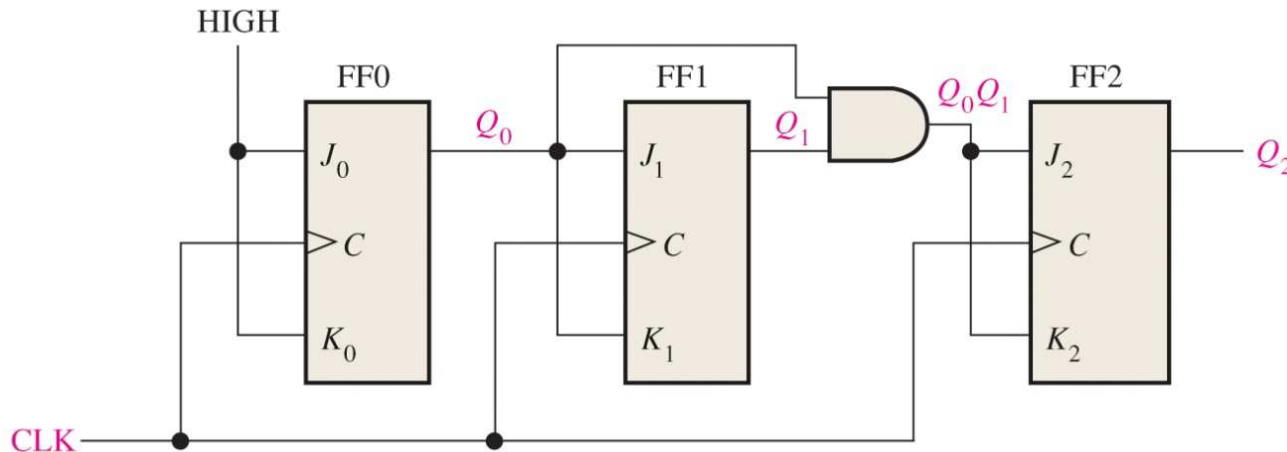 HIGH
FF0
FF1
FF2
Q₀
Q₁
Q₀Q₁
J₀
J₁
J₂
Q₂
C
C
C
K₀
K₁
K₂
CLK